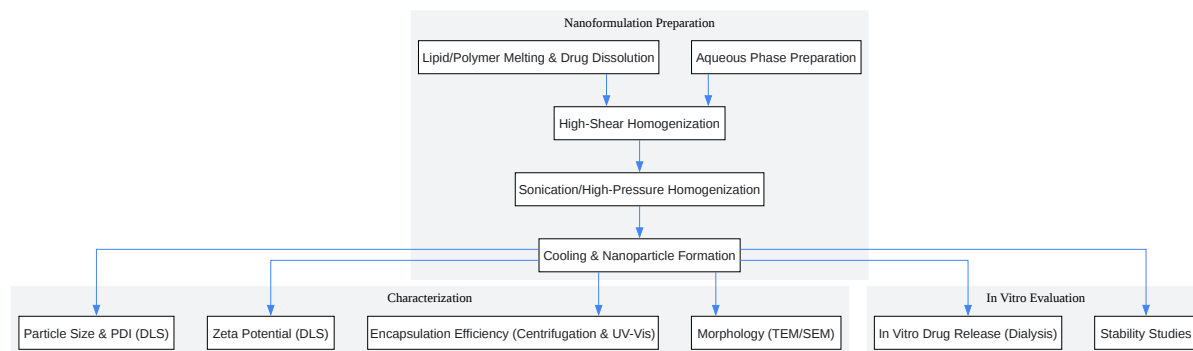 Nanoformulation Preparation
Lipid/Polymer Melting & Drug Dissolution
Aqueous Phase Preparation
High-Shear Homogenization
Sonication/High-Pressure Homogenization
Cooling & Nanoparticle Formation
Characterization
In Vitro Evaluation
Particle Size & PDI (DLS)
Zeta Potential (DLS)
Encapsulation Efficiency (Centrifugation & UV-Vis)
Morphology (TEM/SEM)
In Vitro Drug Release (Dialysis)
Stability Studies